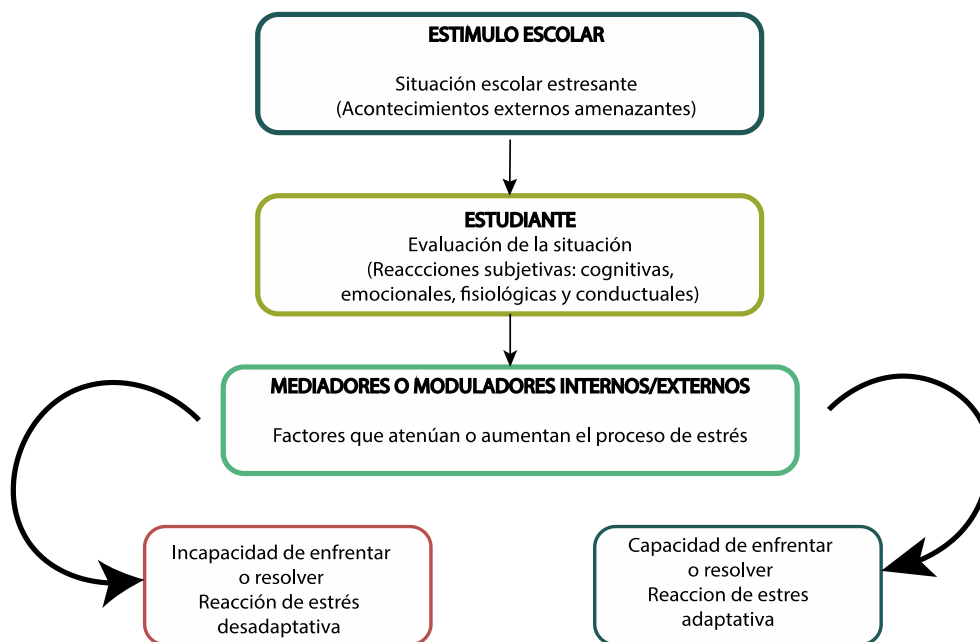 ESTIMULO ESCOLAR
Situación escolar estresante
(Acontecimientos externos amenazantes)
ESTUDIANTE
Evaluación de la situación
(Reaccciones subjetivas: cognitivas,
emocionales, fisiológicas y conductuales)
MEDIADORES O MODULADORES INTERNOS/EXTERNOS
Factores que atenúan o aumentan el proceso de estrés
Incapacidad de enfrentar
o resolver
Reacción de estrés
desadaptativa
Capacidad de enfrentar
o resolver
Reaccion de estres
adaptativa